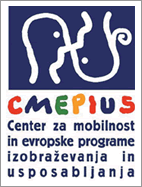 CMEPIUS
Center za mobilnost
in evropske programe
izobraževanja in
usposabljanja